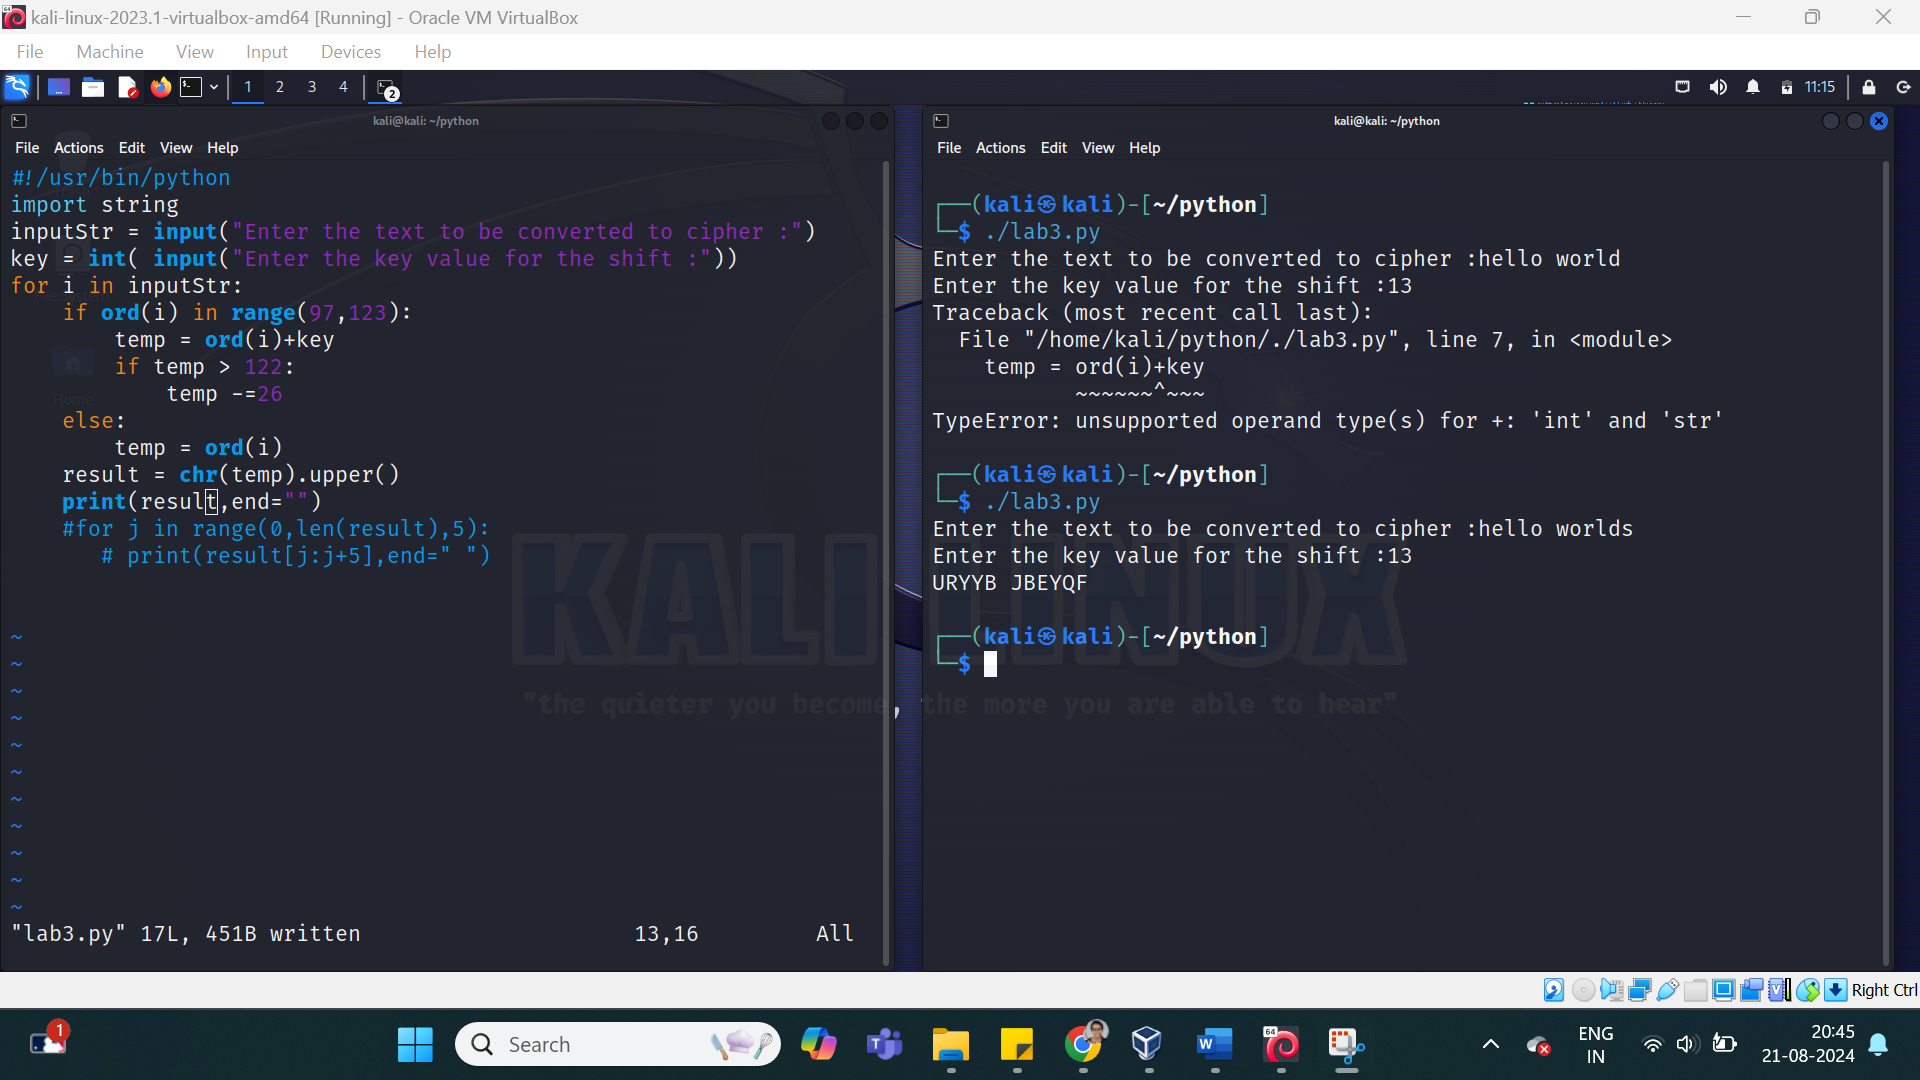 kali-linux-2023.1-virtualbox-amd64 [Running] - Oracle VM VirtualBox
File Machine View Input Devices Help
1 2 3 4 2 11:15
kali@kali: ~/python
File Actions Edit View Help
#!/usr/bin/python
import string
inputStr = input("Enter the text to be converted to cipher :")
key = int( input("Enter the key value for the shift :"))
for i in inputStr:
    if ord(i) in range(97,123):
        temp = ord(i)+key
        if temp > 122:
            temp -=26
    else:
        temp = ord(i)
    result = chr(temp).upper()
    print(result,end="")
    #for j in range(0,len(result),5):
       # print(result[j:j+5],end=" ")
~
~
~
~
~
~
~
~
~
~
~
"lab3.py" 17L, 451B written 13,16 All
Home
kali@kali: ~/python
File Actions Edit View Help
┌──(kali㉿kali)-[~/python]
└─$ ./lab3.py
Enter the text to be converted to cipher :hello world
Enter the key value for the shift :13
Traceback (most recent call last):
  File "/home/kali/python/./lab3.py", line 7, in <module>
    temp = ord(i)+key
           ~~~~~~^~~~
TypeError: unsupported operand type(s) for +: 'int' and 'str'
┌──(kali㉿kali)-[~/python]
└─$ ./lab3.py
Enter the text to be converted to cipher :hello worlds
Enter the key value for the shift :13
URYYB JBEYQF
┌──(kali㉿kali)-[~/python]
└─$
KALI LINUX
"the quieter you become, the more you are able to hear"
Right Ctrl
1
Search
64
ENG
IN
20:45
21-08-2024